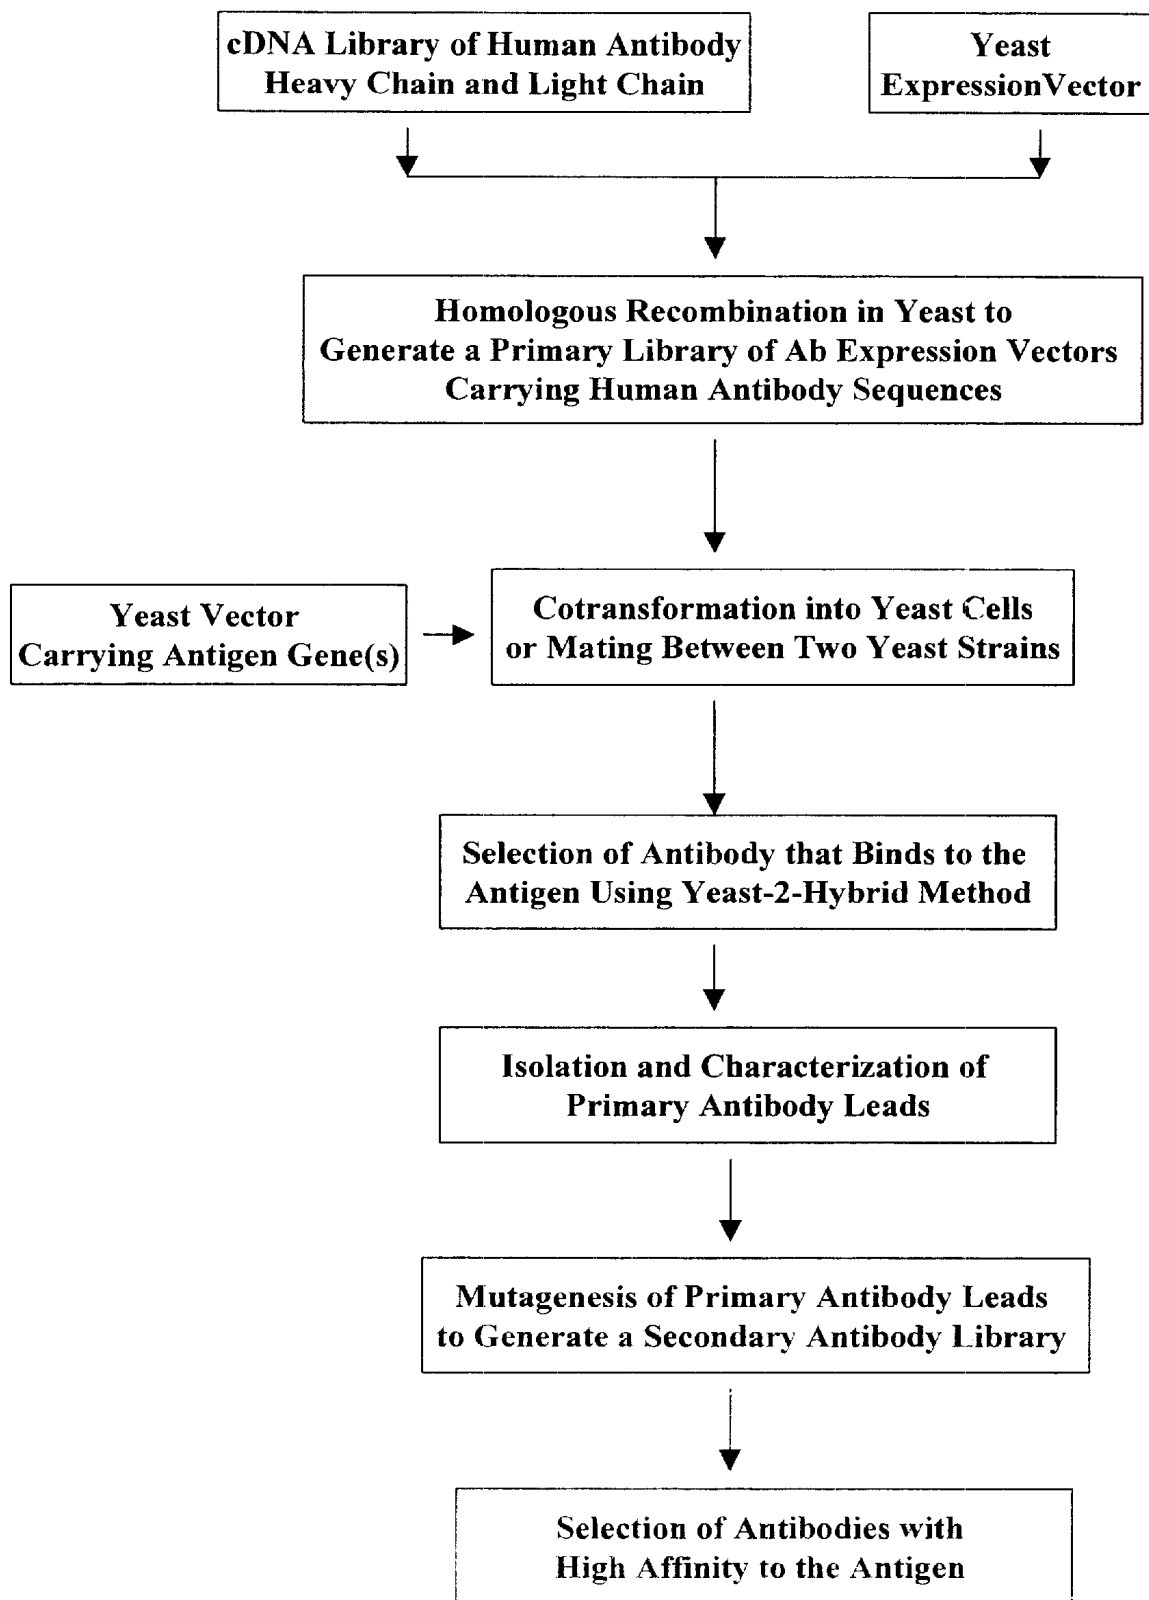 cDNA Library of Human Antibody
Heavy Chain and Light Chain
Yeast
ExpressionVector
Homologous Recombination in Yeast to
Generate a Primary Library of Ab Expression Vectors
Carrying Human Antibody Sequences
Yeast Vector
Carrying Antigen Gene(s)
Cotransformation into Yeast Cells
or Mating Between Two Yeast Strains
Selection of Antibody that Binds to the
Antigen Using Yeast-2-Hybrid Method
Isolation and Characterization of
Primary Antibody Leads
Mutagenesis of Primary Antibody Leads
to Generate a Secondary Antibody Library
Selection of Antibodies with
High Affinity to the Antigen